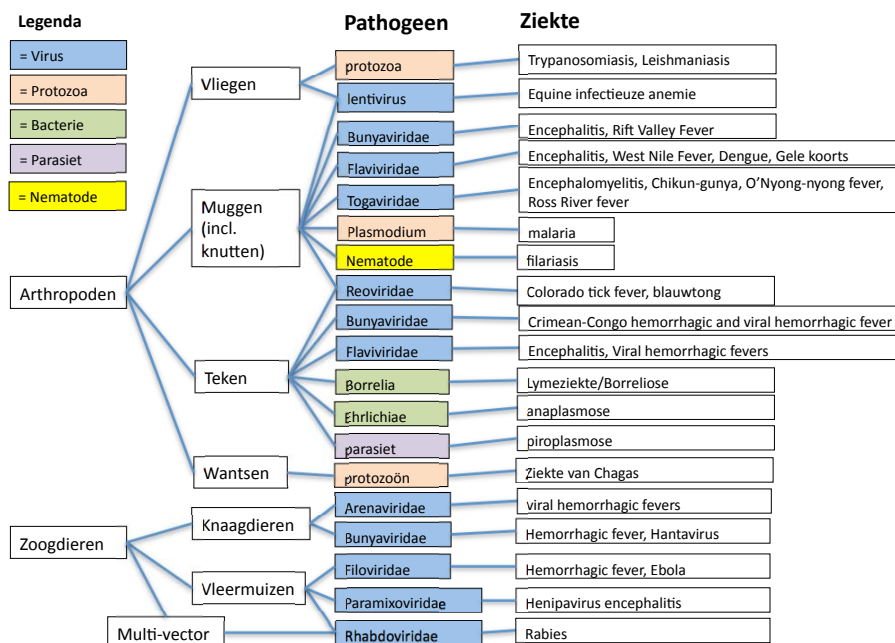 Legenda
Pathogeen
Ziekte
= Virus
= Protozoa
= Bacterie
= Parasiet
= Nematode
Arthropoden
Vliegen
Muggen
(incl.
knutten)
Teken
Wantsen
Zoogdieren
Knaagdieren
Vleermuizen
Multi-vector
protozoa
Trypanosomiasis, Leishmaniasis
lentivirus
Equine infectieuze anemie
Bunyaviridae
Encephalitis, Rift Valley Fever
Flaviviridae
Encephalitis, West Nile Fever, Dengue, Gele koorts
Togaviridae
Encephalomyelitis, Chikun-gunya, O’Nyong-nyong fever,
Ross River fever
Plasmodium
malaria
Nematode
filariasis
Reoviridae
Colorado tick fever, blauwtong
Bunyaviridae
Crimean-Congo hemorrhagic and viral hemorrhagic fever
Flaviviridae
Encephalitis, Viral hemorrhagic fevers
Borrelia
Lymeziekte/Borreliose
Ehrlichiae
anaplasmose
parasiet
piroplasmose
protozoön
Ziekte van Chagas
Arenaviridae
viral hemorrhagic fevers
Bunyaviridae
Hemorrhagic fever, Hantavirus
Filoviridae
Hemorrhagic fever, Ebola
Paramixoviridae
Henipavirus encephalitis
Rhabdoviridae
Rabies